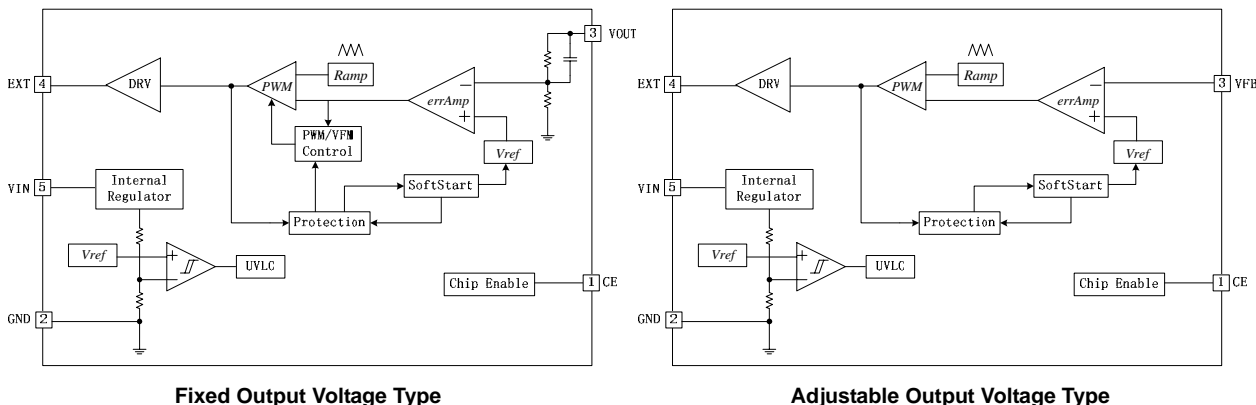 3 VOUT
EXT 4
DRV
PWM
Ramp
errAmp
−
+
PWM/VFM
Control
Vref
VIN 5
Internal
Regulator
SoftStart
Protection
Vref
+
−
UVLC
Chip Enable
1 CE
GND 2
Fixed Output Voltage Type
EXT 4
DRV
PWM
Ramp
errAmp
−
+
3 VFB
Vref
VIN 5
Internal
Regulator
SoftStart
Protection
Vref
+
−
UVLC
Chip Enable
1 CE
GND 2
Adjustable Output Voltage Type